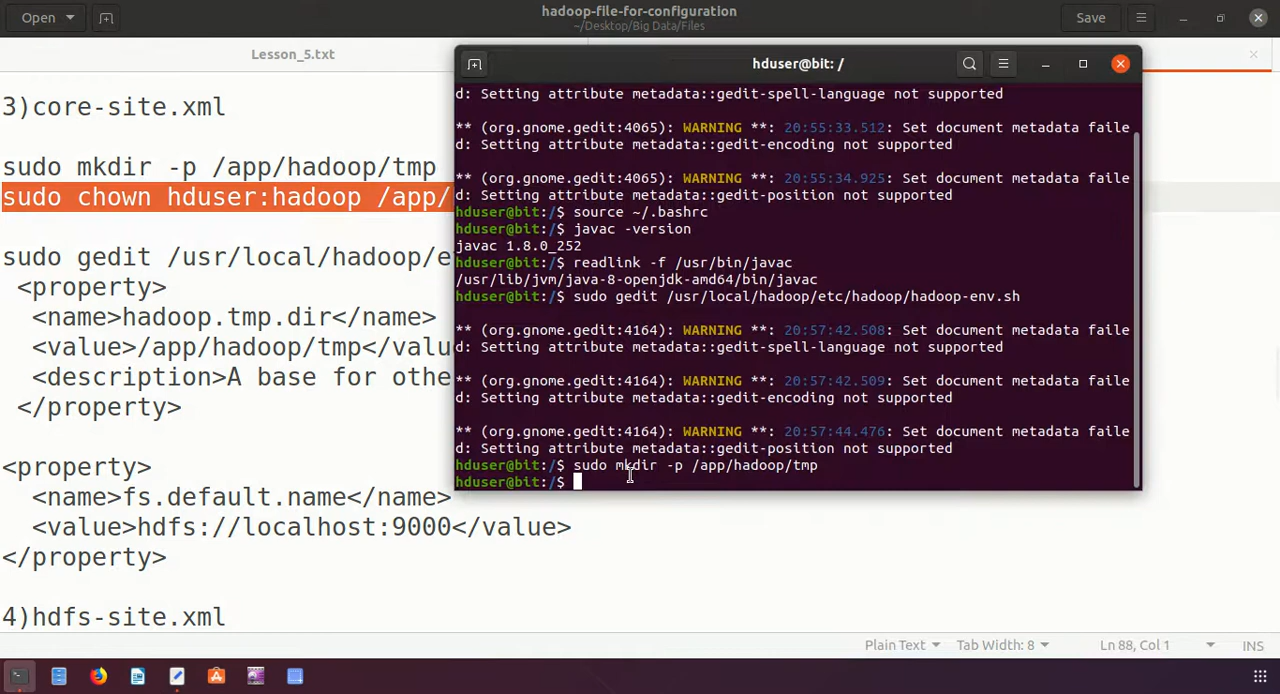 Open
hadoop-file-for-configuration
~/Desktop/Big Data/Files
Save
Lesson_5.txt
3)core-site.xml
sudo mkdir -p /app/hadoop/tmp
sudo chown hduser:hadoop /app/
sudo gedit /usr/local/hadoop/e
<property>
<name>hadoop.tmp.dir</name>
<value>/app/hadoop/tmp</valu
<description>A base for othe
</property>
<property>
<name>fs.default.name</name>
<value>hdfs://localhost:9000</value>
</property>
4)hdfs-site.xml
hduser@bit: /
d: Setting attribute metadata::gedit-spell-language not supported
** (org.gnome.gedit:4065): WARNING **: 20:55:33.512: Set document metadata faile
d: Setting attribute metadata::gedit-encoding not supported
** (org.gnome.gedit:4065): WARNING **: 20:55:34.925: Set document metadata faile
d: Setting attribute metadata::gedit-position not supported
hduser@bit:/$ source ~/.bashrc
hduser@bit:/$ javac -version
javac 1.8.0_252
hduser@bit:/$ readlink -f /usr/bin/javac
/usr/lib/jvm/java-8-openjdk-amd64/bin/javac
hduser@bit:/$ sudo gedit /usr/local/hadoop/etc/hadoop/hadoop-env.sh
** (org.gnome.gedit:4164): WARNING **: 20:57:42.508: Set document metadata faile
d: Setting attribute metadata::gedit-spell-language not supported
** (org.gnome.gedit:4164): WARNING **: 20:57:42.509: Set document metadata faile
d: Setting attribute metadata::gedit-encoding not supported
** (org.gnome.gedit:4164): WARNING **: 20:57:44.476: Set document metadata faile
d: Setting attribute metadata::gedit-position not supported
hduser@bit:/$ sudo mkdir -p /app/hadoop/tmp
hduser@bit:/$
Plain Text
Tab Width: 8
Ln 88, Col 1
INS